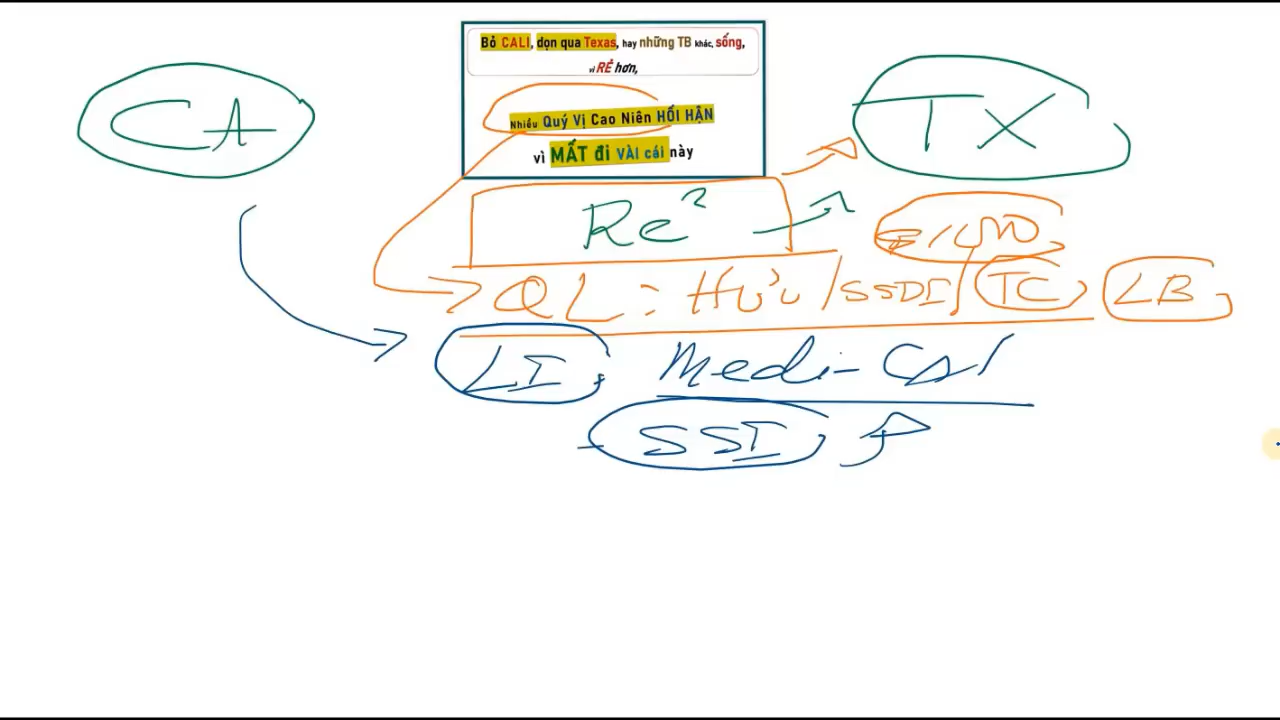 Bỏ CALI, dọn qua Texas, hay những TB khác, sống,
vì RẺ hơn,
Nhiều Quý Vị Cao Niên HỐI HẬN
vì MẤT đi VÀI cái này
CA
TX
Re²
QL: Hưu / SSDI / TC, LB,
LI, Medi-CAl
SSI,